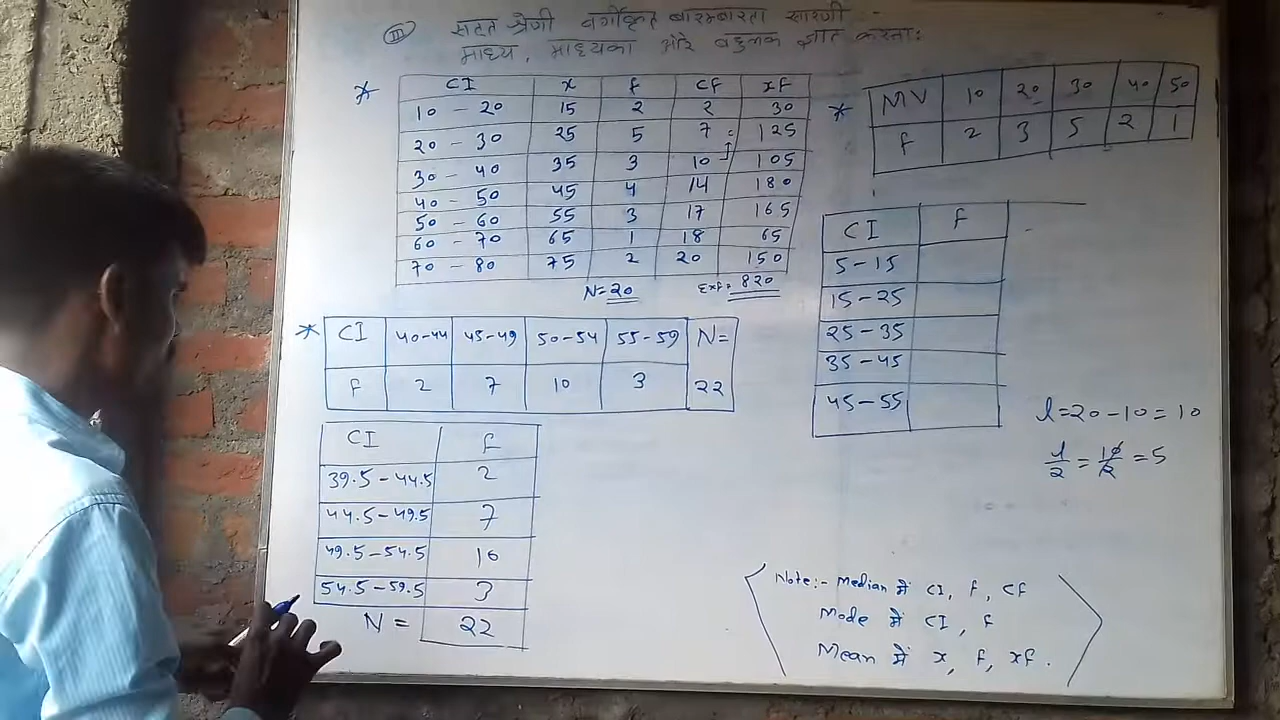 III सतत श्रेणी वर्गीकृत बारम्बारता सारणी -
माध्य, माध्यिका और बहुलक ज्ञात करना:
* CI x f CF xf
10 - 20 15 2 2 30
20 - 30 25 5 7 125
30 - 40 35 3 10 105
40 - 50 45 4 14 180
50 - 60 55 3 17 165
60 - 70 65 1 18 65
70 - 80 75 2 20 150
N=20 Σxf= 820
* MV 10 20 30 40 50
f 2 3 5 2 1
CI f
5-15
15-25
25-35
35-45
45-55
l=20-10=10
l/2=10/2=5
* CI 40-44 45-49 50-54 55-59 N=
f 2 7 10 3 22
CI f
39.5-44.5 2
44.5-49.5 7
49.5-54.5 10
54.5-59.5 3
N = 22
Note:- Median में CI, f, CF
Mode में CI, f
Mean में x, f, xf.